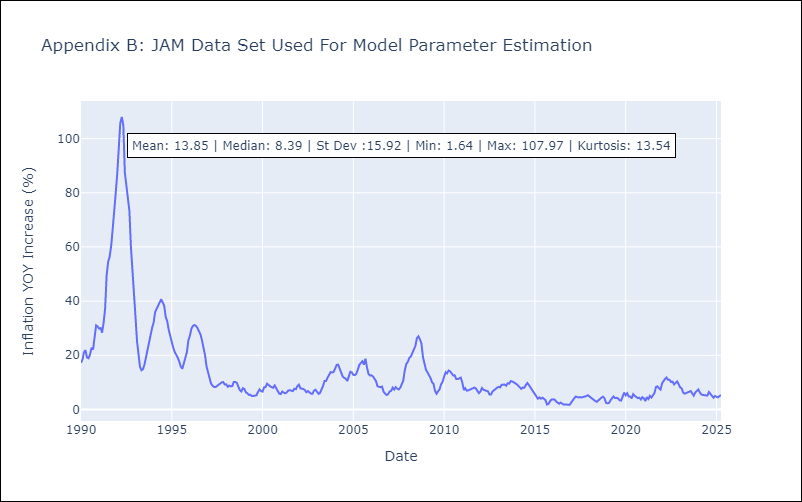 Appendix B: JAM Data Set Used For Model Parameter Estimation
Mean: 13.85 | Median: 8.39 | St Dev :15.92 | Min: 1.64 | Max: 107.97 | Kurtosis: 13.54
Inflation YOY Increase (%)
100
80
60
40
20
0
1990 1995 2000 2005 2010 2015 2020 2025
Date